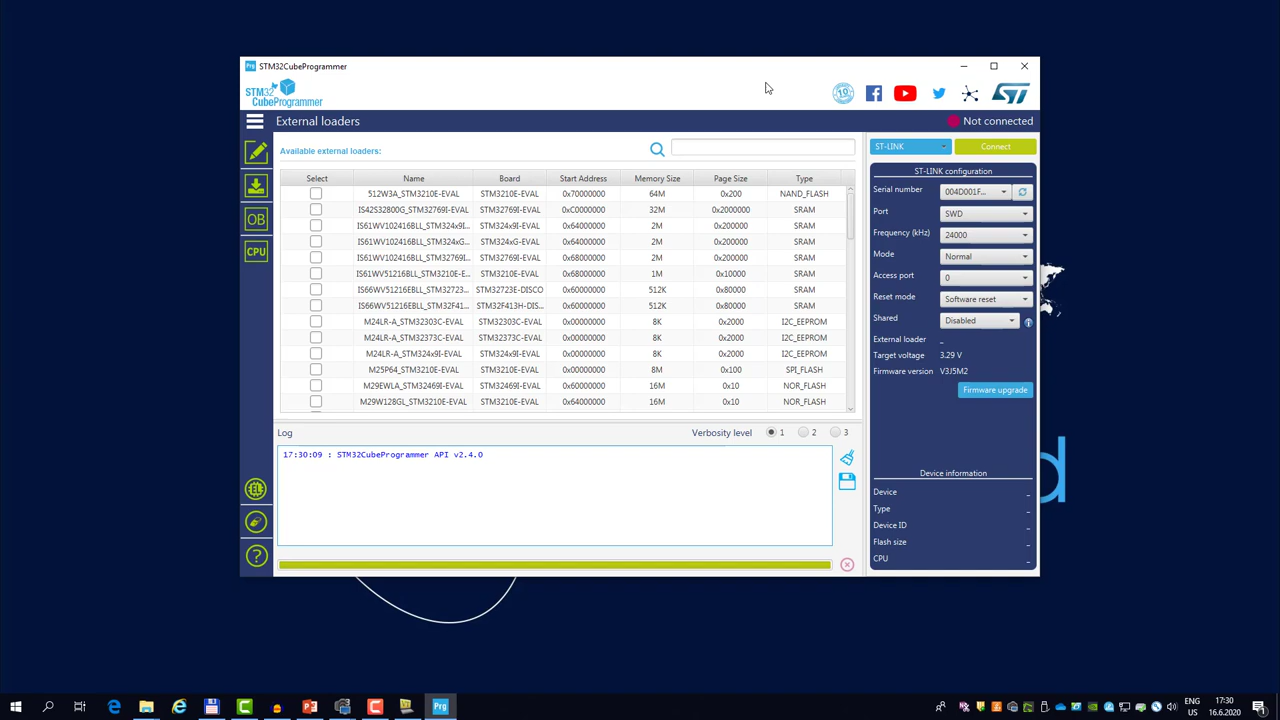 Prg STM32CubeProgrammer
STM32
CubeProgrammer
External loaders
Not connected
Available external loaders:
ST-LINK
Connect
Select Name Board Start Address Memory Size Page Size Type
512W3A_STM3210E-EVAL STM3210E-EVAL 0x70000000 64M 0x200 NAND_FLASH
IS42S32800G_STM32769I-EVAL STM32769I-EVAL 0xC0000000 32M 0x2000000 SRAM
IS61WV102416BLL_STM324x9I... STM324x9I-EVAL 0x64000000 2M 0x200000 SRAM
IS61WV102416BLL_STM324xG... STM324xG-EVAL 0x64000000 2M 0x200000 SRAM
IS61WV102416BLL_STM32769I... STM32769I-EVAL 0x68000000 2M 0x200000 SRAM
IS61WV51216BLL_STM3210E-E... STM3210E-EVAL 0x68000000 1M 0x10000 SRAM
IS66WV51216EBLL_STM32723... STM32723E-DISCO 0x60000000 512K 0x80000 SRAM
IS66WV51216EBLL_STM32F41... STM32F413H-DIS... 0x60000000 512K 0x80000 SRAM
M24LR-A_STM32303C-EVAL STM32303C-EVAL 0x00000000 8K 0x2000 I2C_EEPROM
M24LR-A_STM32373C-EVAL STM32373C-EVAL 0x00000000 8K 0x2000 I2C_EEPROM
M24LR-A_STM324x9I-EVAL STM324x9I-EVAL 0x00000000 8K 0x2000 I2C_EEPROM
M25P64_STM3210E-EVAL STM3210E-EVAL 0x00000000 8M 0x100 SPI_FLASH
M29EWLA_STM32469I-EVAL STM32469I-EVAL 0x60000000 16M 0x10 NOR_FLASH
M29W128GL_STM3210E-EVAL STM3210E-EVAL 0x64000000 16M 0x10 NOR_FLASH
OB
CPU
EL
?
ST-LINK configuration
Serial number 004D001F...
Port SWD
Frequency (kHz) 24000
Mode Normal
Access port 0
Reset mode Software reset
Shared Disabled
External loader _
Target voltage 3.29 V
Firmware version V3J5M2
Firmware upgrade
Log
Verbosity level 1 2 3
17:30:09 : STM32CubeProgrammer API v2.4.0
Device information
Device _
Type _
Device ID _
Flash size _
CPU _
d
Prg
ENG
US
17:30
16.6.2020